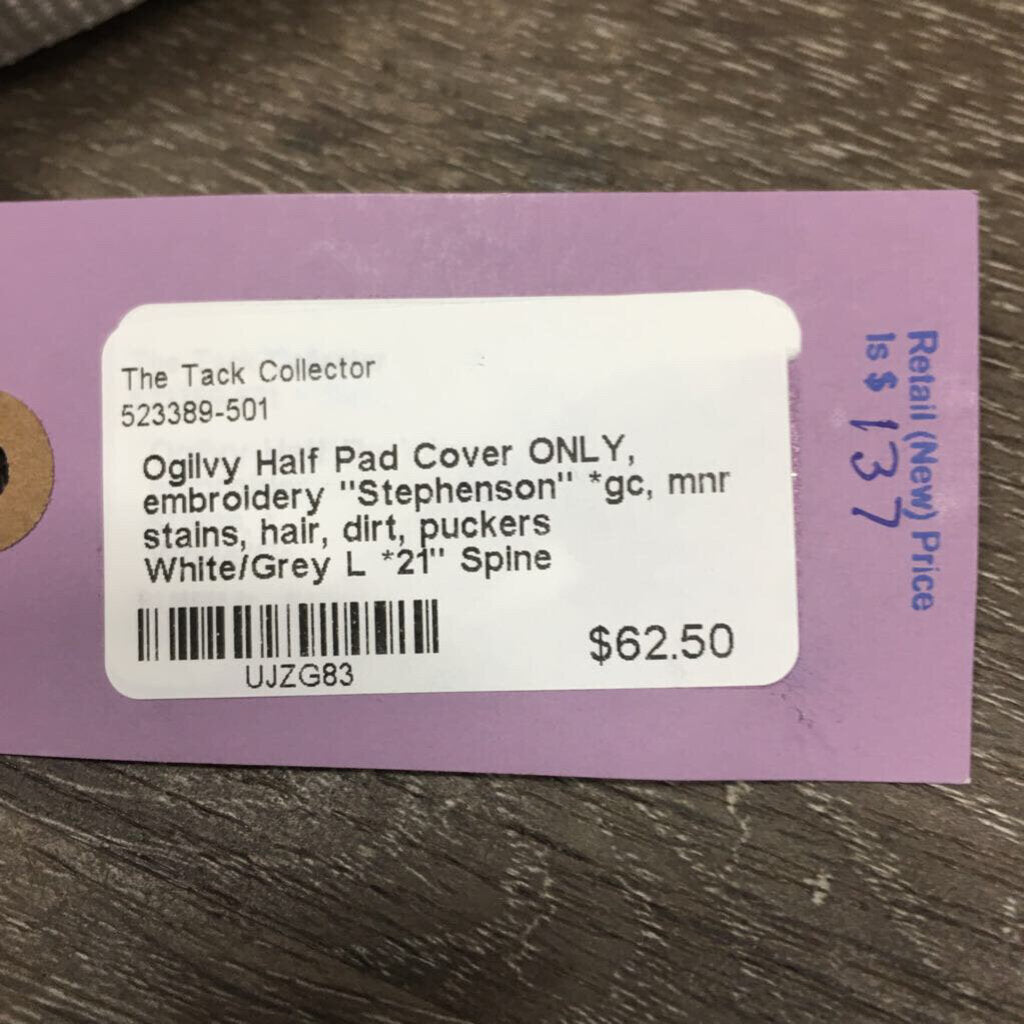 The Tack Collector
523389-501
Ogilvy Half Pad Cover ONLY,
embroidery "Stephenson" *gc, mnr
stains, hair, dirt, puckers
White/Grey L *21" Spine
UJZG83
$62.50
Retail (New) Price
Is $ 137